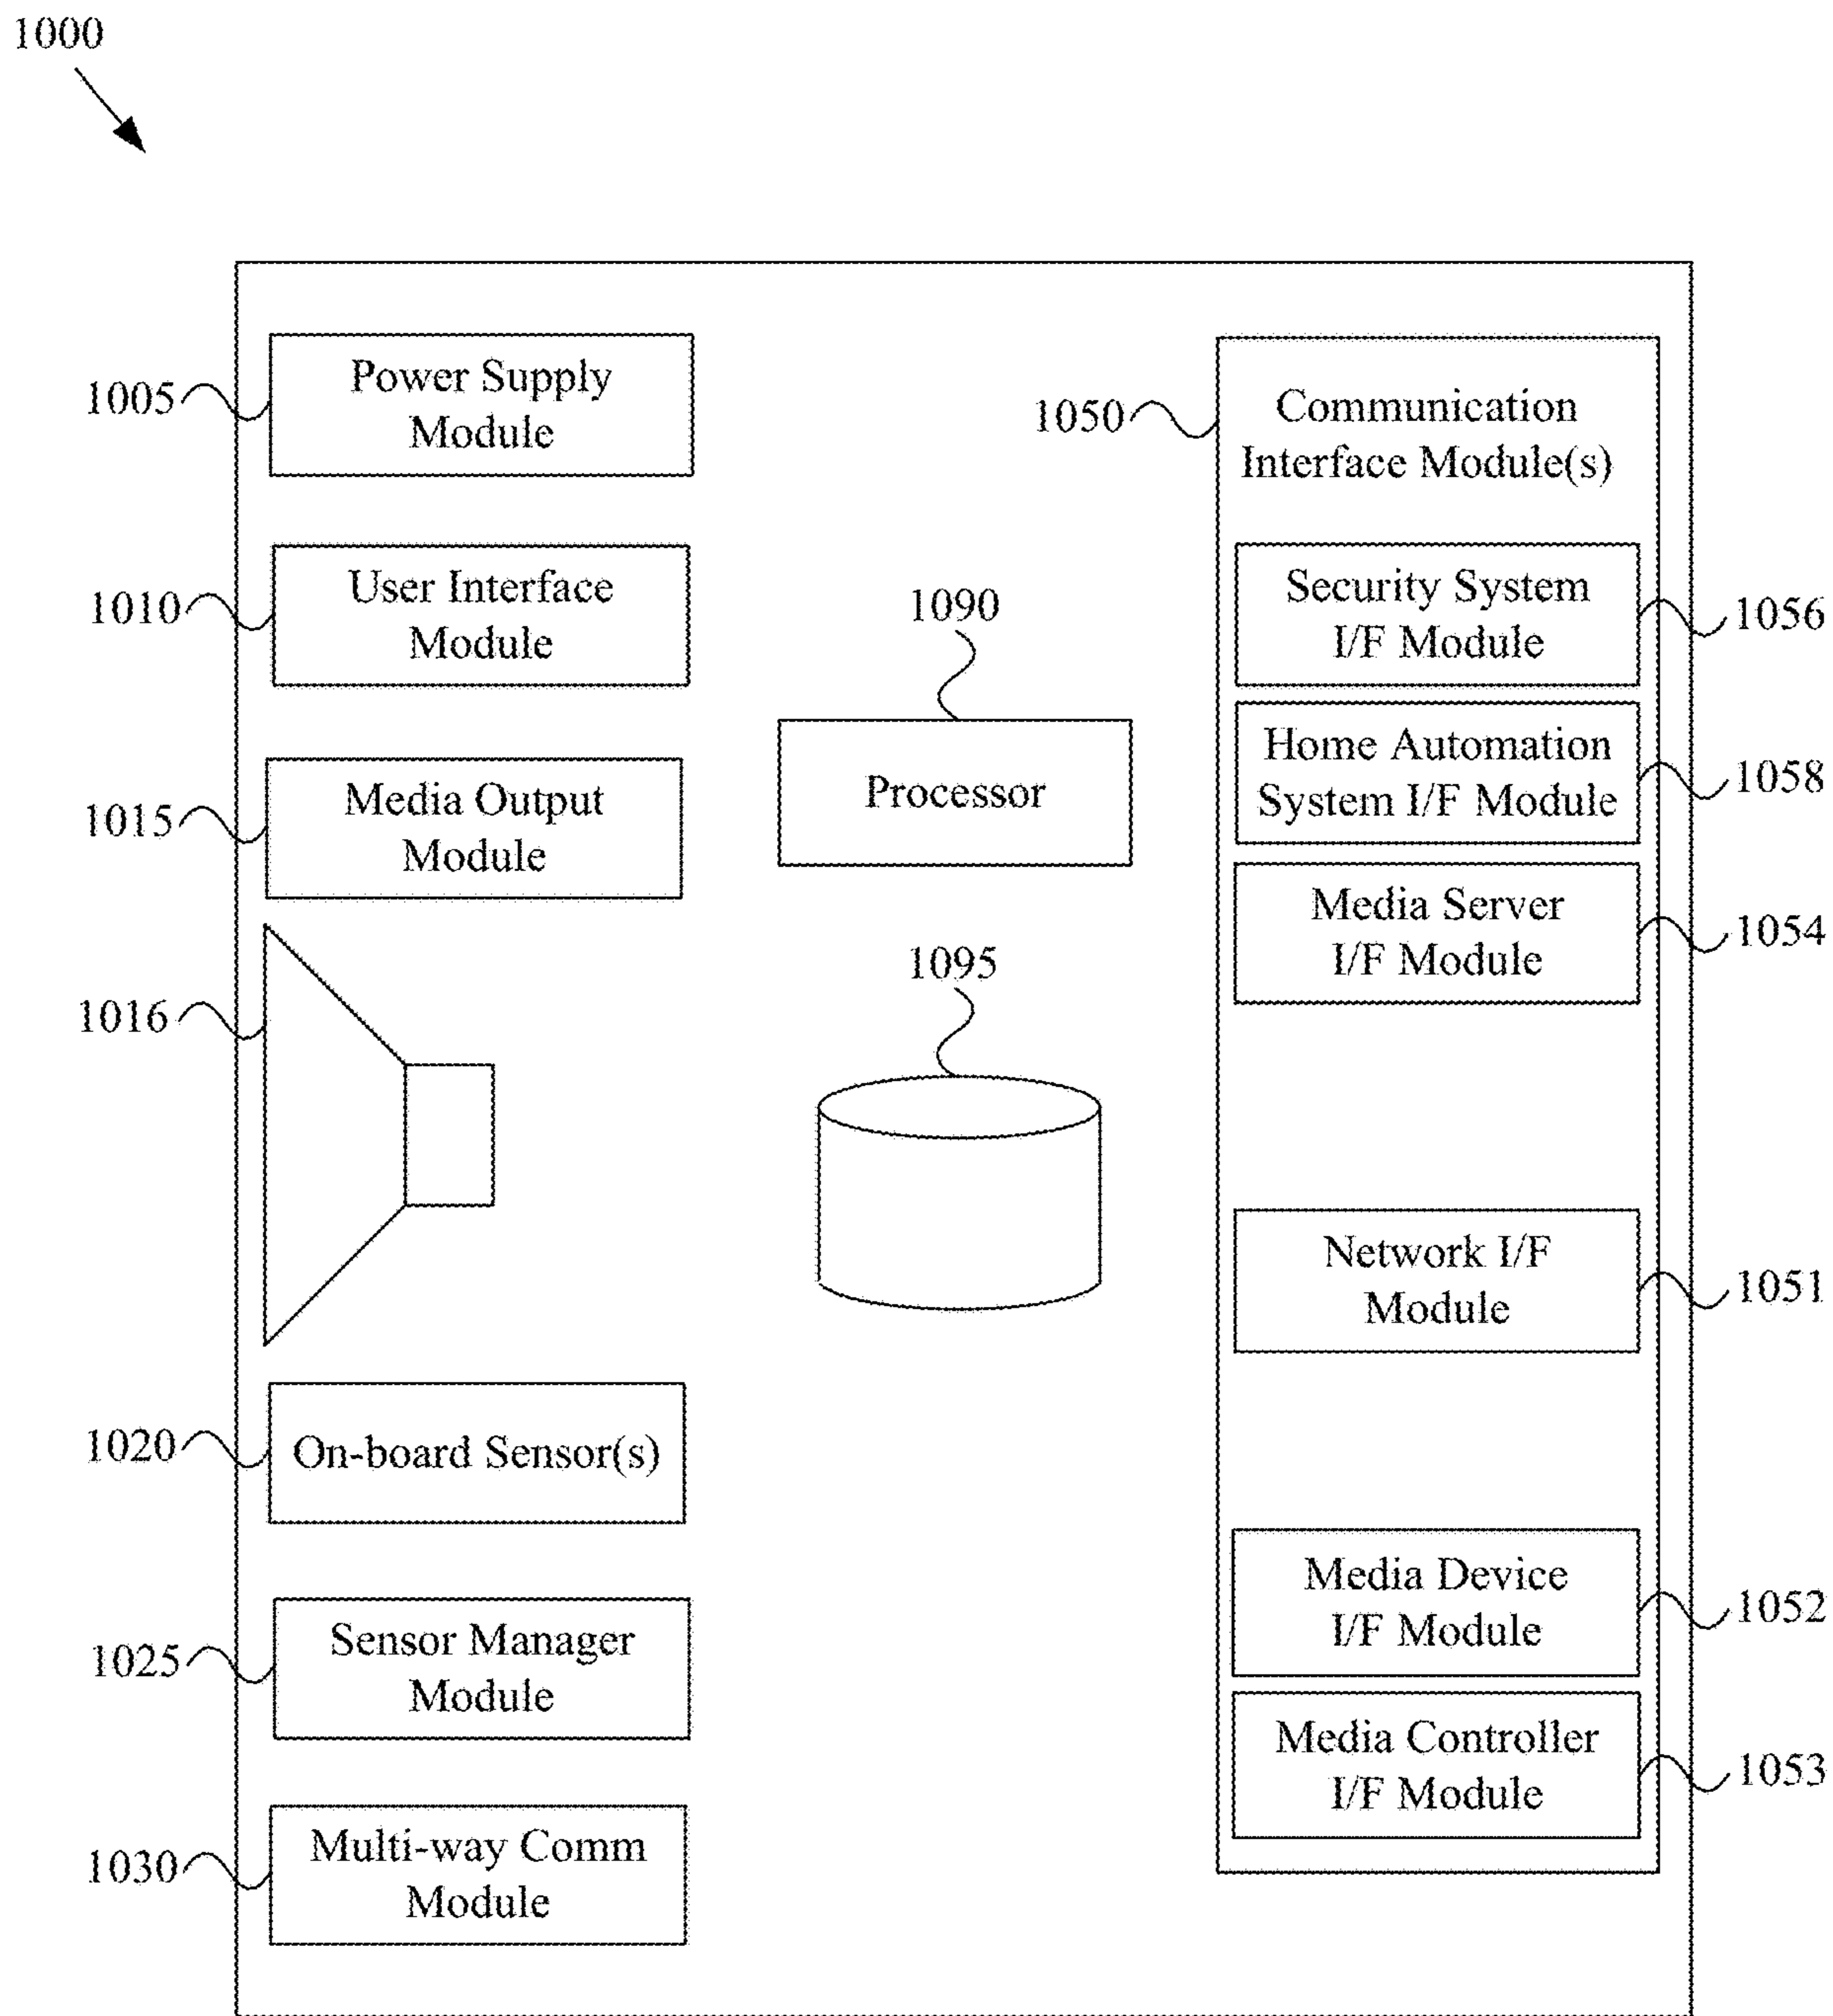 1000
1005
Power Supply
Module
1010
User Interface
Module
1015
Media Output
Module
1016
1020
On-board Sensor(s)
1025
Sensor Manager
Module
1030
Multi-way Comm
Module
1090
Processor
1095
1050
Communication
Interface Module(s)
Security System
I/F Module
1056
Home Automation
System I/F Module
1058
Media Server
I/F Module
1054
Network I/F
Module
1051
Media Device
I/F Module
1052
Media Controller
I/F Module
1053